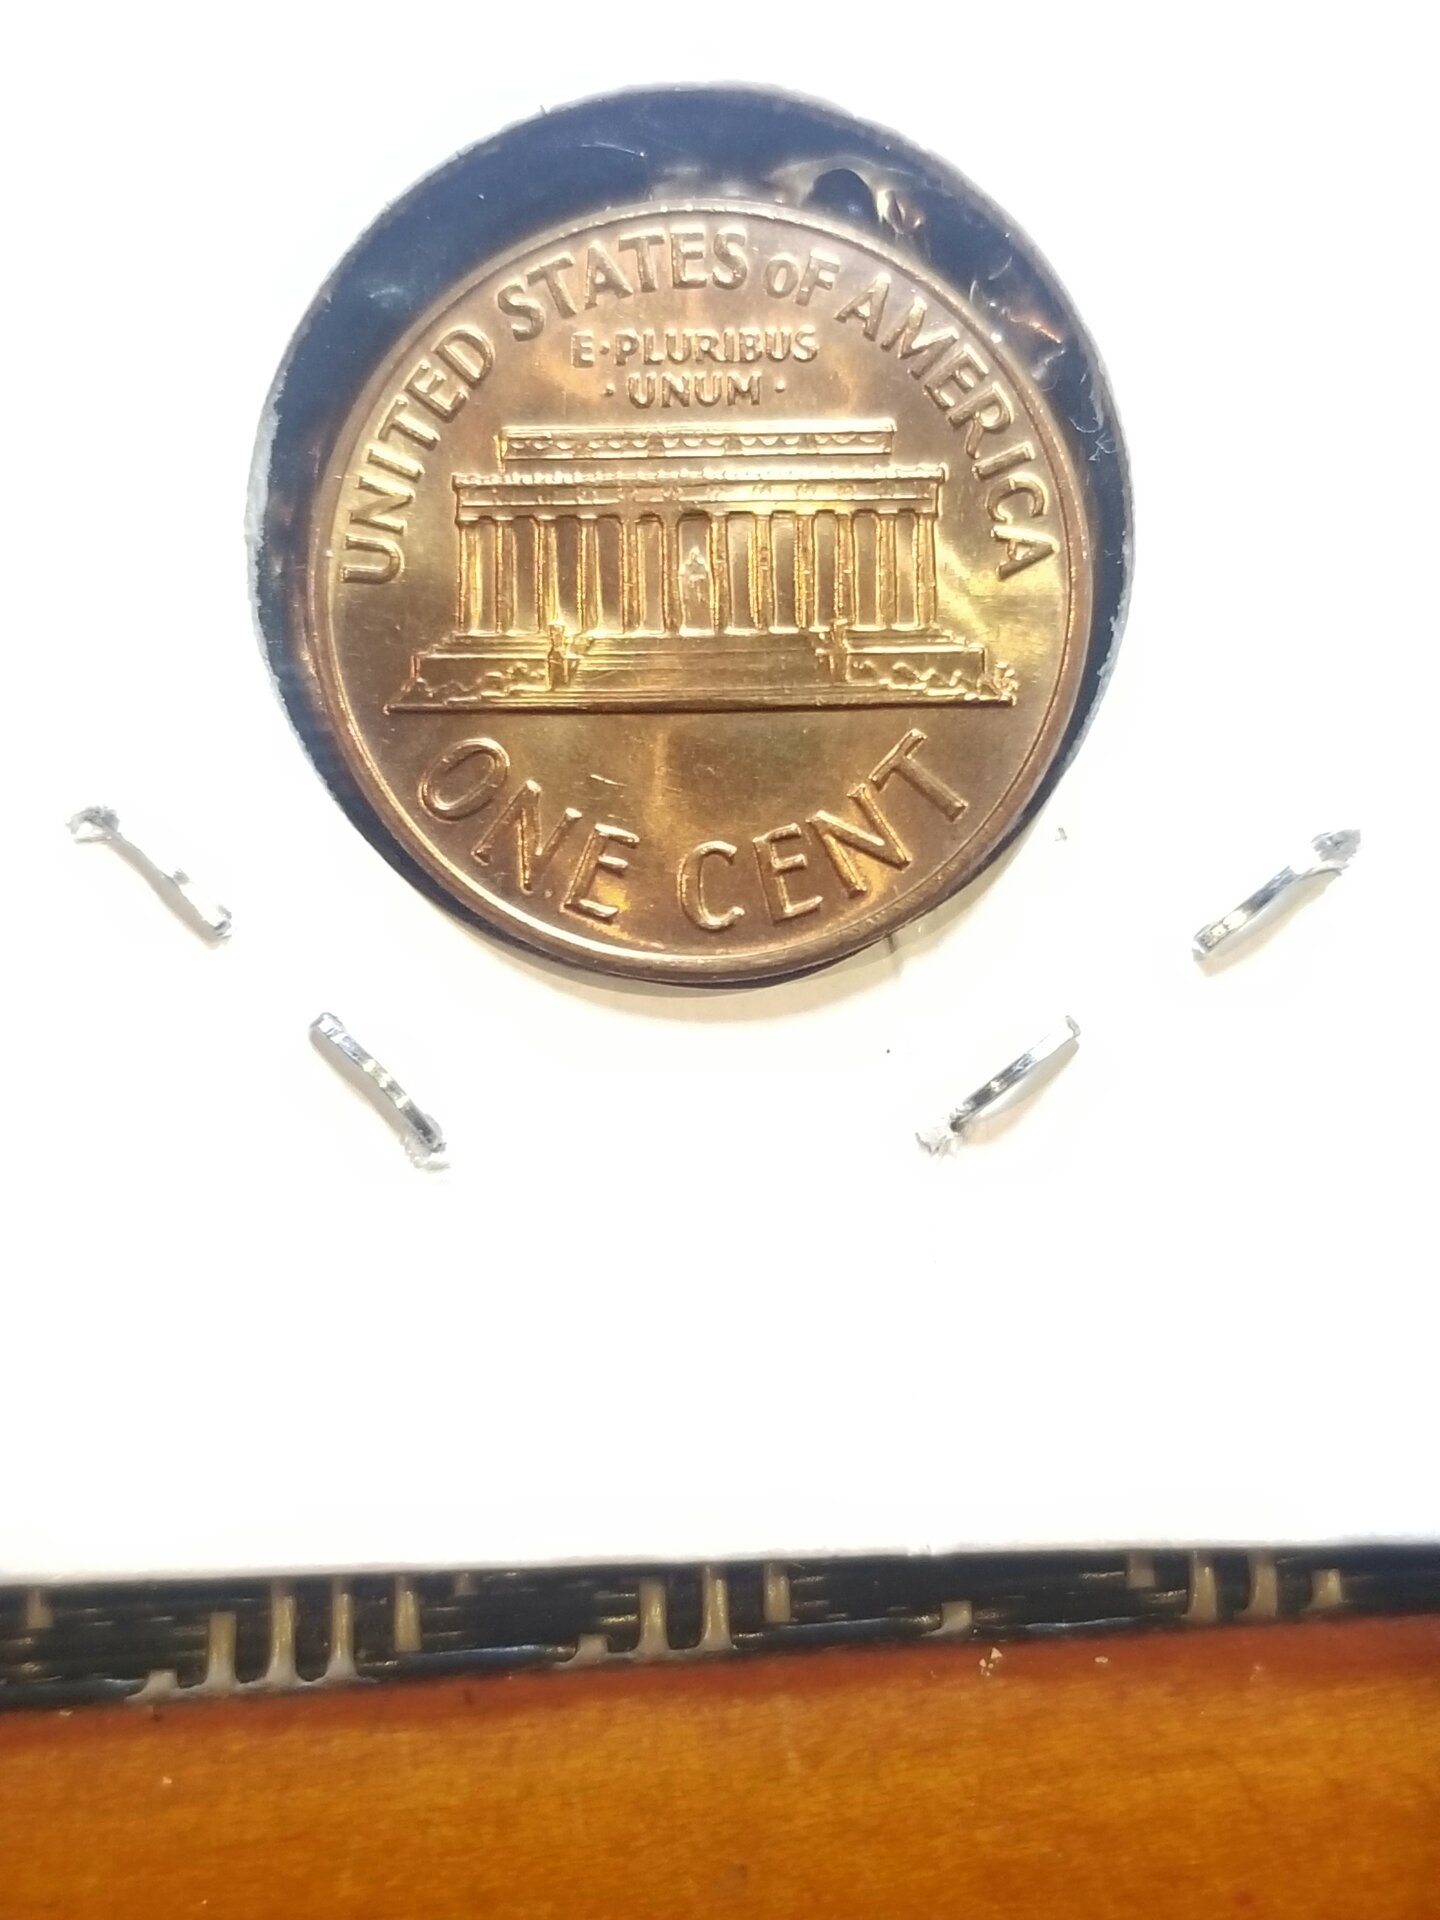 UNITED STATES oF AMERICA
E·PLURIBUS
·UNUM·
ONE CENT